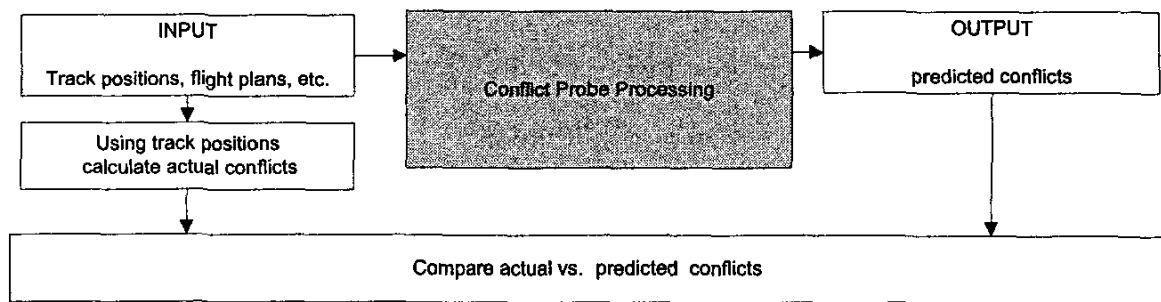 INPUT
Track positions, flight plans, etc.
Conflict Probe Processing
OUTPUT
predicted conflicts
Using track positions
calculate actual conflicts
Compare actual vs. predicted conflicts